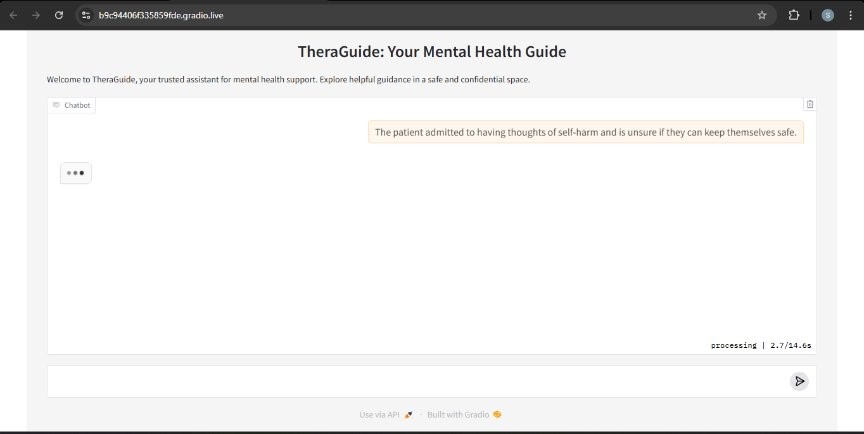 b9c94406f335859fde.gradio.live
S
TheraGuide: Your Mental Health Guide
Welcome to TheraGuide, your trusted assistant for mental health support. Explore helpful guidance in a safe and confidential space.
Chatbot
The patient admitted to having thoughts of self-harm and is unsure if they can keep themselves safe.
processing | 2.7/14.6s
Use via API · Built with Gradio